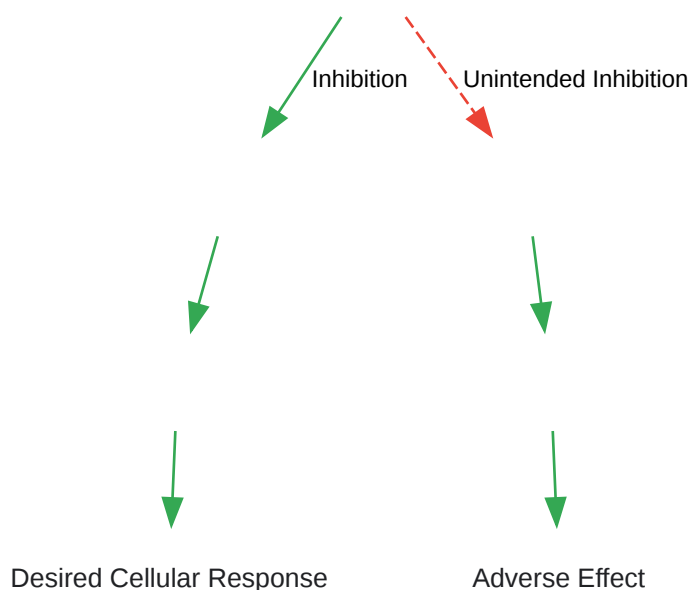 Inhibition
Unintended Inhibition
Desired Cellular Response
Adverse Effect